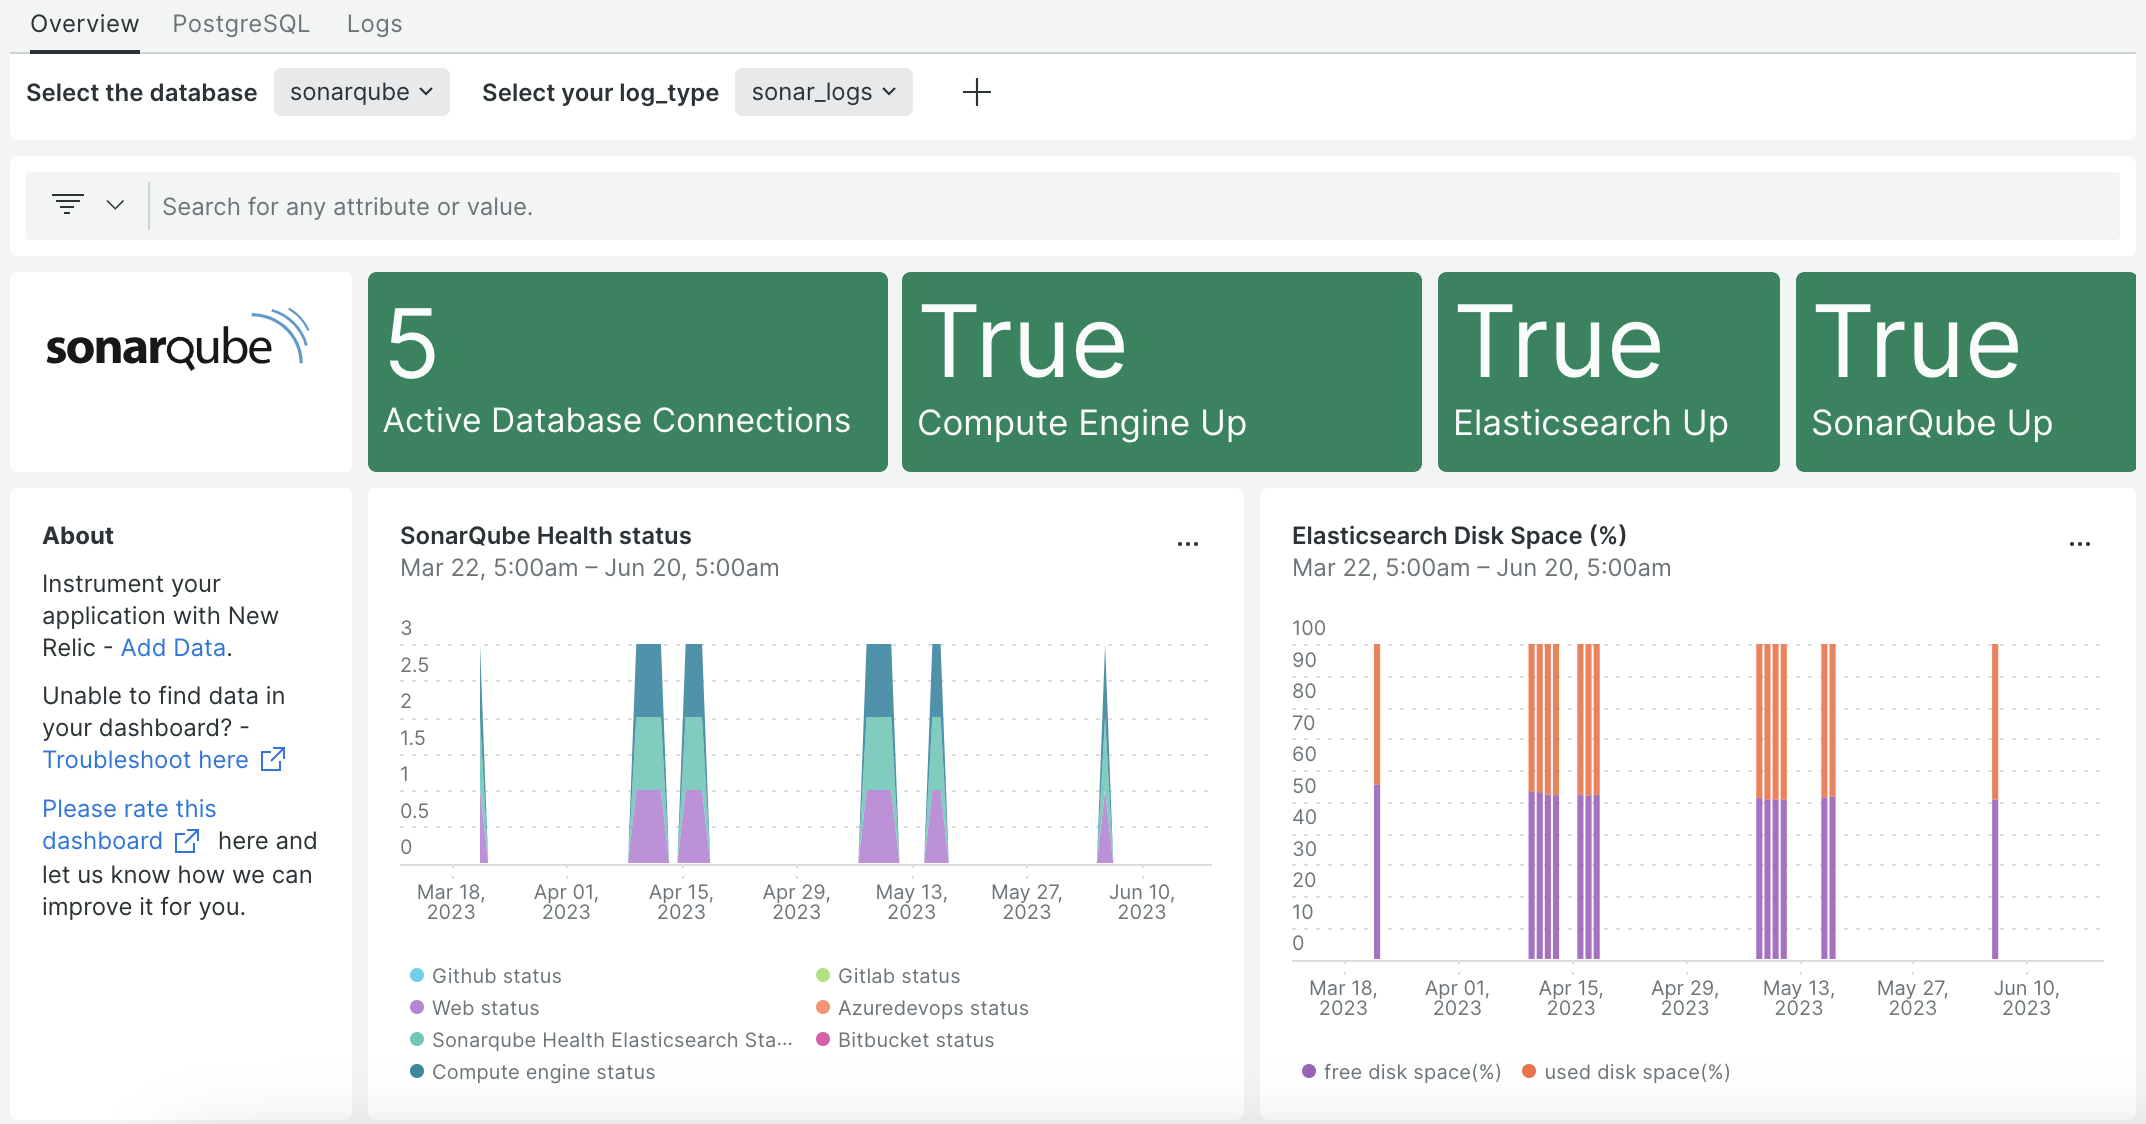 Overview PostgreSQL Logs
Select the database sonarqube Select your log_type sonar_logs
Search for any attribute or value.
sonarqube
5
Active Database Connections
True
Compute Engine Up
True
Elasticsearch Up
True
SonarQube Up
About
Instrument your
application with New
Relic - Add Data.
Unable to find data in
your dashboard? -
Troubleshoot here
Please rate this
dashboard here and
let us know how we can
improve it for you.
SonarQube Health status
...
Mar 22, 5:00am – Jun 20, 5:00am
3
2.5
2
1.5
1
0.5
0
Mar 18, Apr 01, Apr 15, Apr 29, May 13, May 27, Jun 10,
2023 2023 2023 2023 2023 2023 2023
Github status
Web status
Sonarqube Health Elasticsearch Sta...
Compute engine status
Gitlab status
Azuredevops status
Bitbucket status
Elasticsearch Disk Space (%)
...
Mar 22, 5:00am – Jun 20, 5:00am
100
90
80
70
60
50
40
30
20
10
0
Mar 18, Apr 01, Apr 15, Apr 29, May 13, May 27, Jun 10,
2023 2023 2023 2023 2023 2023 2023
free disk space(%) used disk space(%)